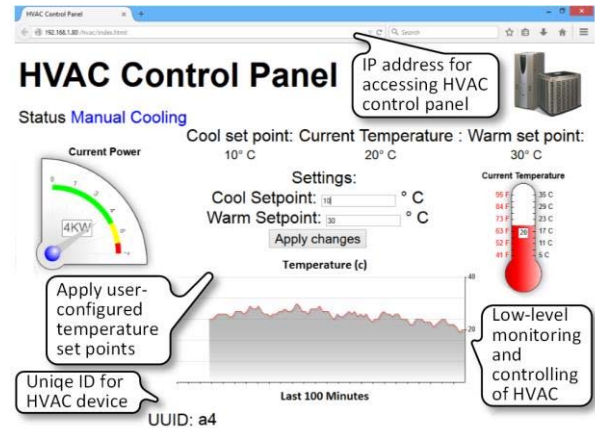 HVAC Control Panel
192.168.1.80/hvac/index.html
Search
IP address for
accessing HVAC
control panel
HVAC Control Panel
Status Manual Cooling
Cool set point: Current Temperature : Warm set point:
10° C 20° C 30° C
Current Power
4KW
Settings:
Cool Setpoint: 10 ° C
Warm Setpoint: 30 ° C
Apply changes
Current Temperature
95 F 35 C
84 F 29 C
73 F 23 C
63 F 20 17 C
52 F 11 C
41 F 5 C
Temperature (c)
40
20
Apply user-
configured
temperature
set points
Low-level
monitoring
and
controlling
of HVAC
Uniqe ID for
HVAC device
Last 100 Minutes
UUID: a4